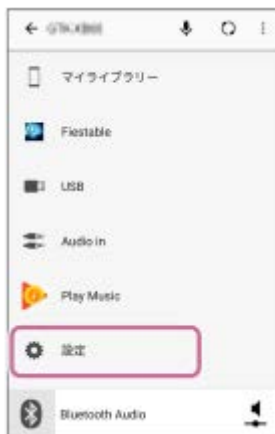 マイライブラリー
Fiestable
USB
Audio in
Play Music
設定
Bluetooth Audio